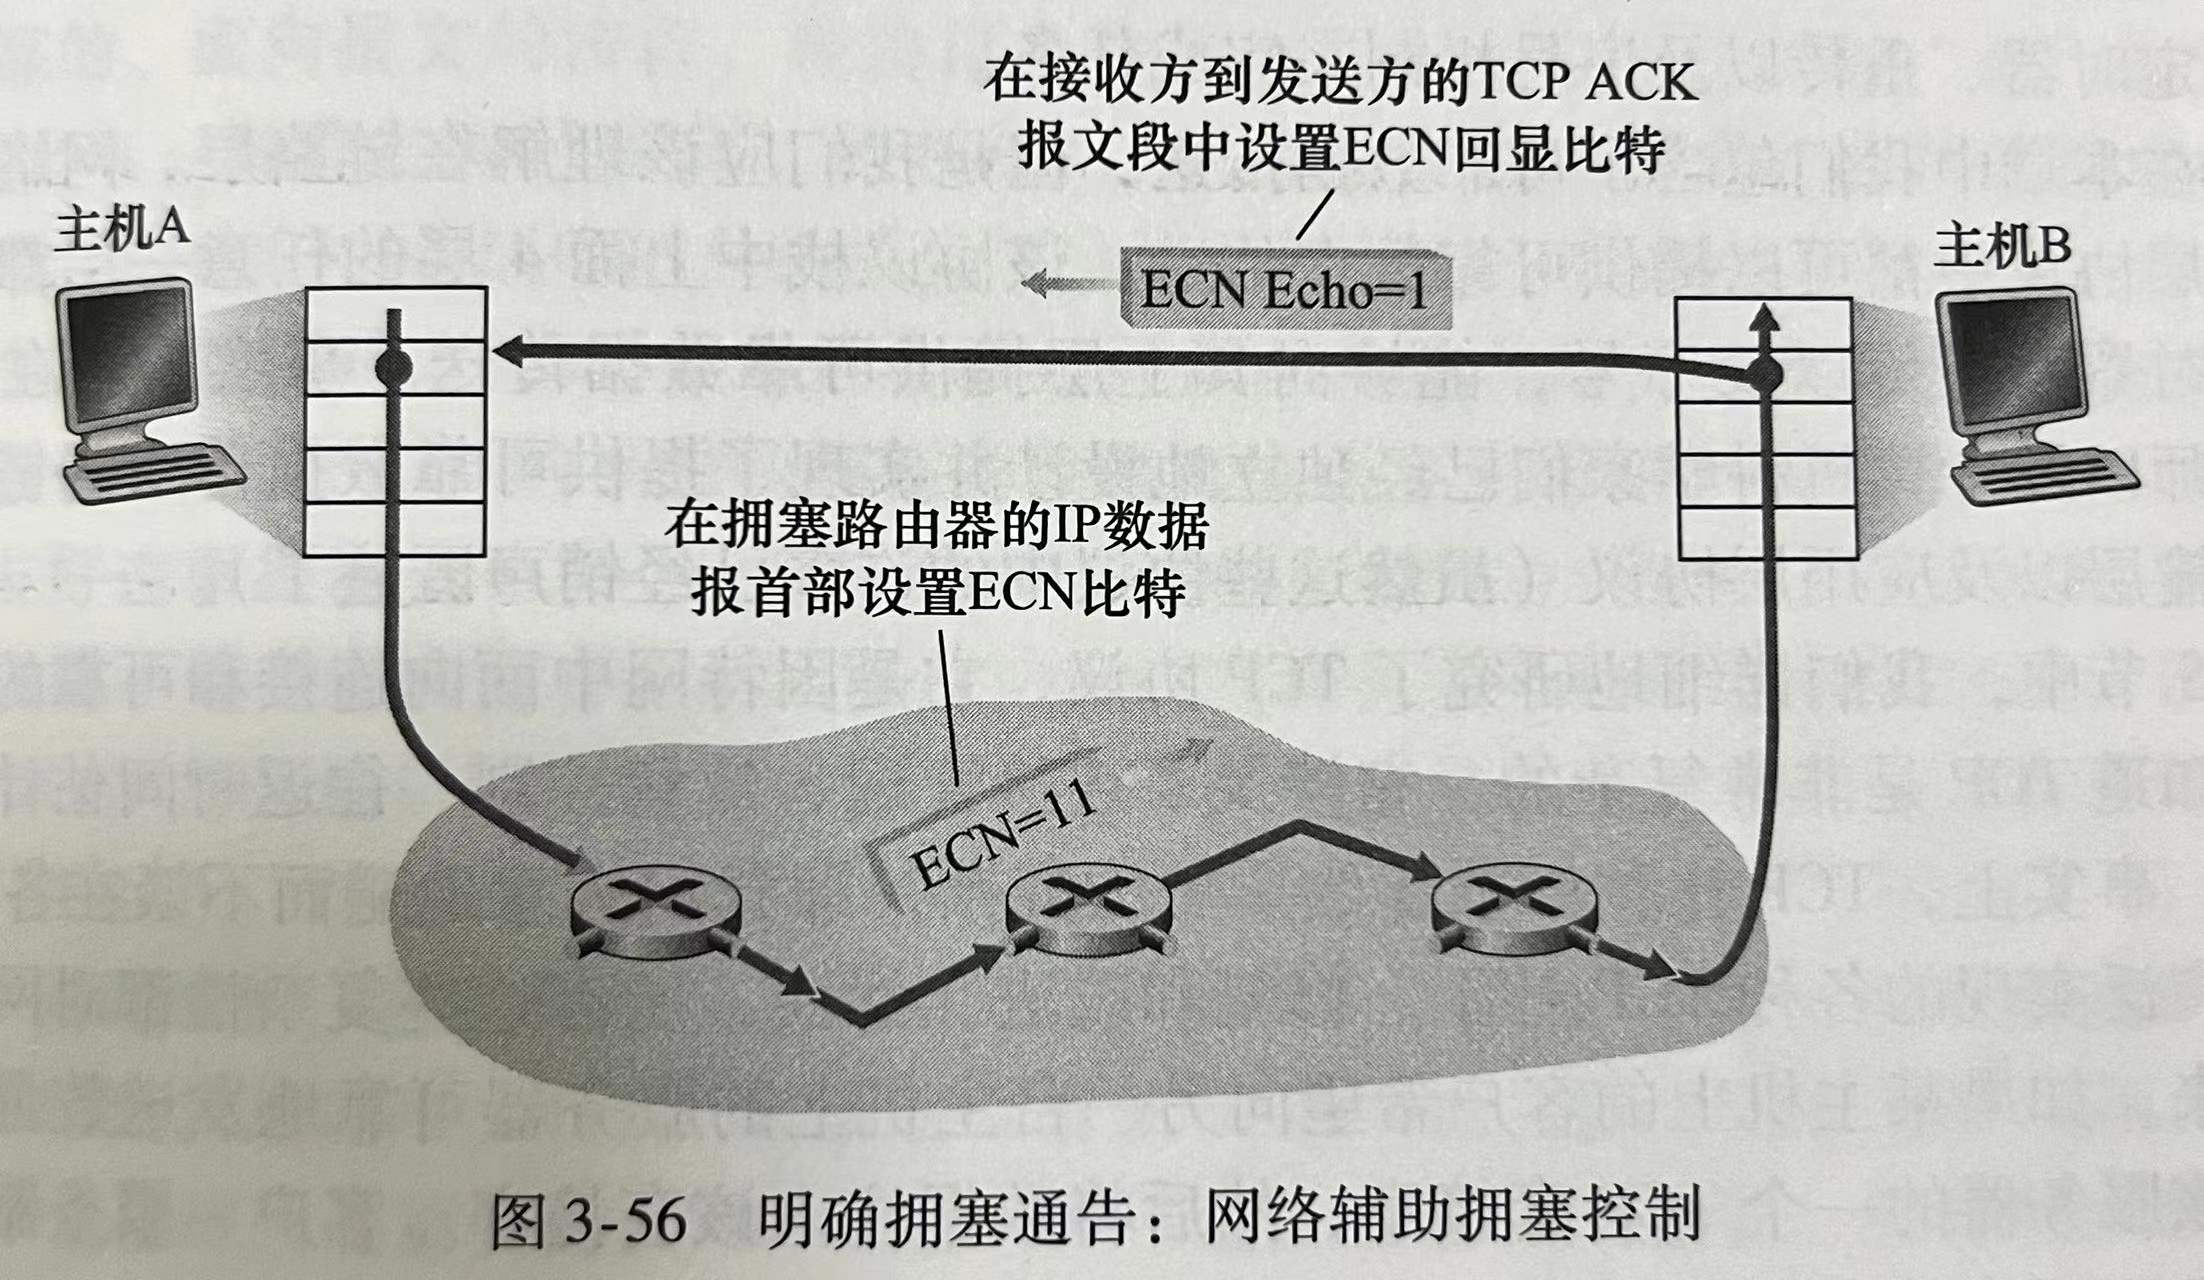 在接收方到发送方的TCP ACK
报文段中设置ECN回显比特
主机A
主机B
ECN Echo=1
在拥塞路由器的IP数据
报首部设置ECN比特
ECN=11
图 3-56 明确拥塞通告：网络辅助拥塞控制